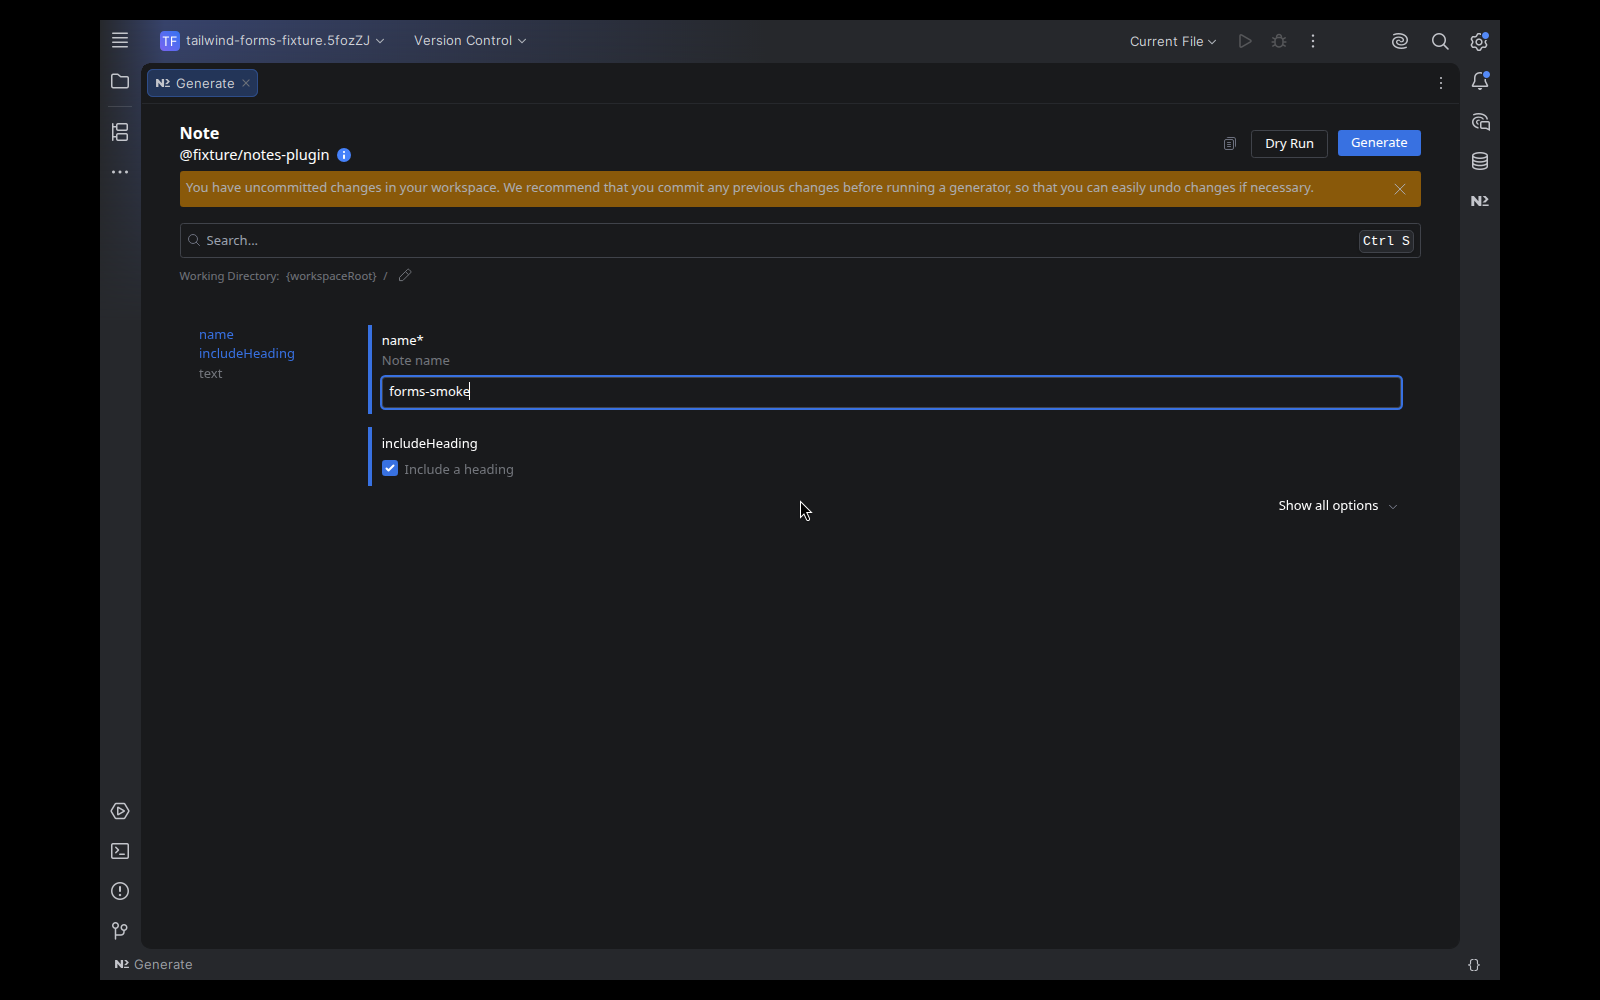 TF tailwind-forms-fixture.5fozZJ Version Control Current File
Generate
Note
@fixture/notes-plugin
Dry Run Generate
You have uncommitted changes in your workspace. We recommend that you commit any previous changes before running a generator, so that you can easily undo changes if necessary.
Search... Ctrl S
Working Directory: {workspaceRoot} /
name
includeHeading
text
name*
Note name
forms-smoke
includeHeading
Include a heading
Show all options
Generate {}